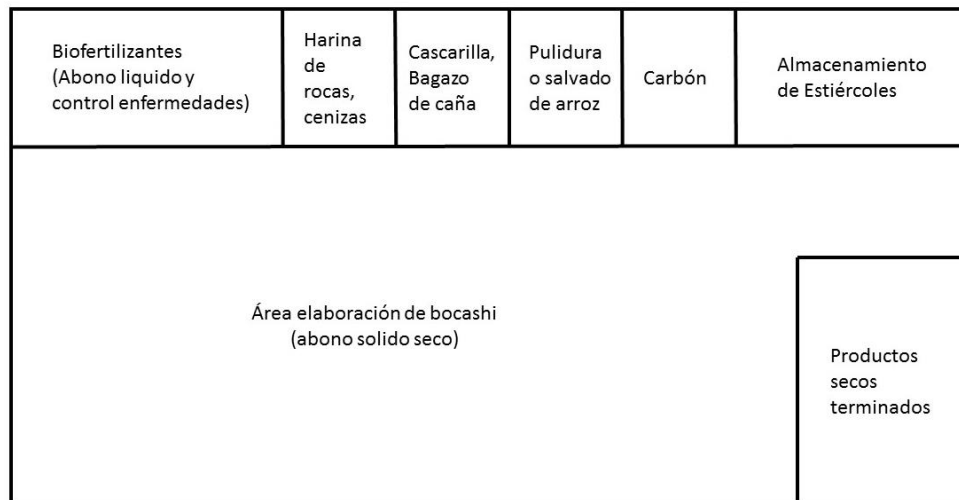 Biofertilizantes
(Abono liquido y
control enfermedades)
Harina
de
rocas,
cenizas
Cascarilla,
Bagazo
de caña
Pulidura
o salvado
de arroz
Carbón
Almacenamiento
de Estiércoles
Área elaboración de bocashi
(abono solido seco)
Productos
secos
terminados